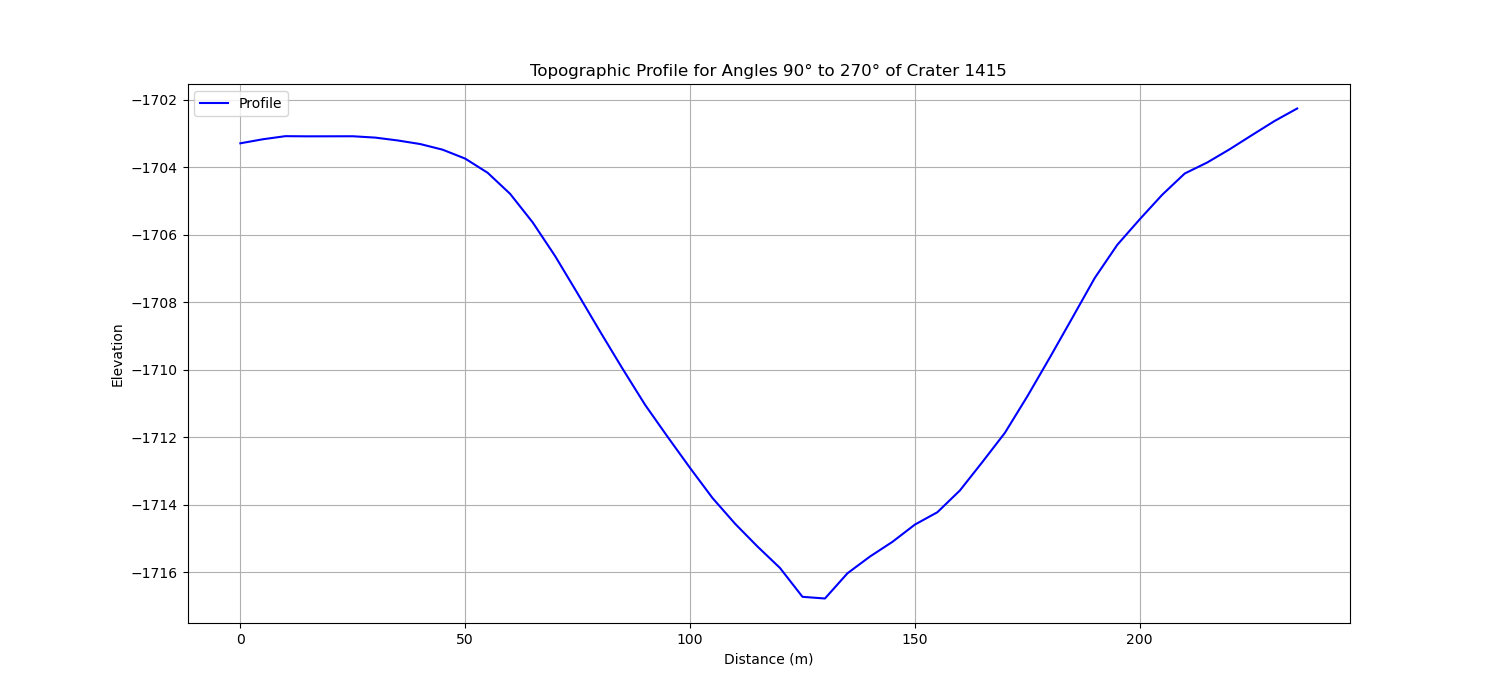 Topographic Profile for Angles 90° to 270° of Crater 1415
Profile
−1702
−1704
−1706
−1708
−1710
−1712
−1714
−1716
Elevation
0 50 100 150 200
Distance (m)